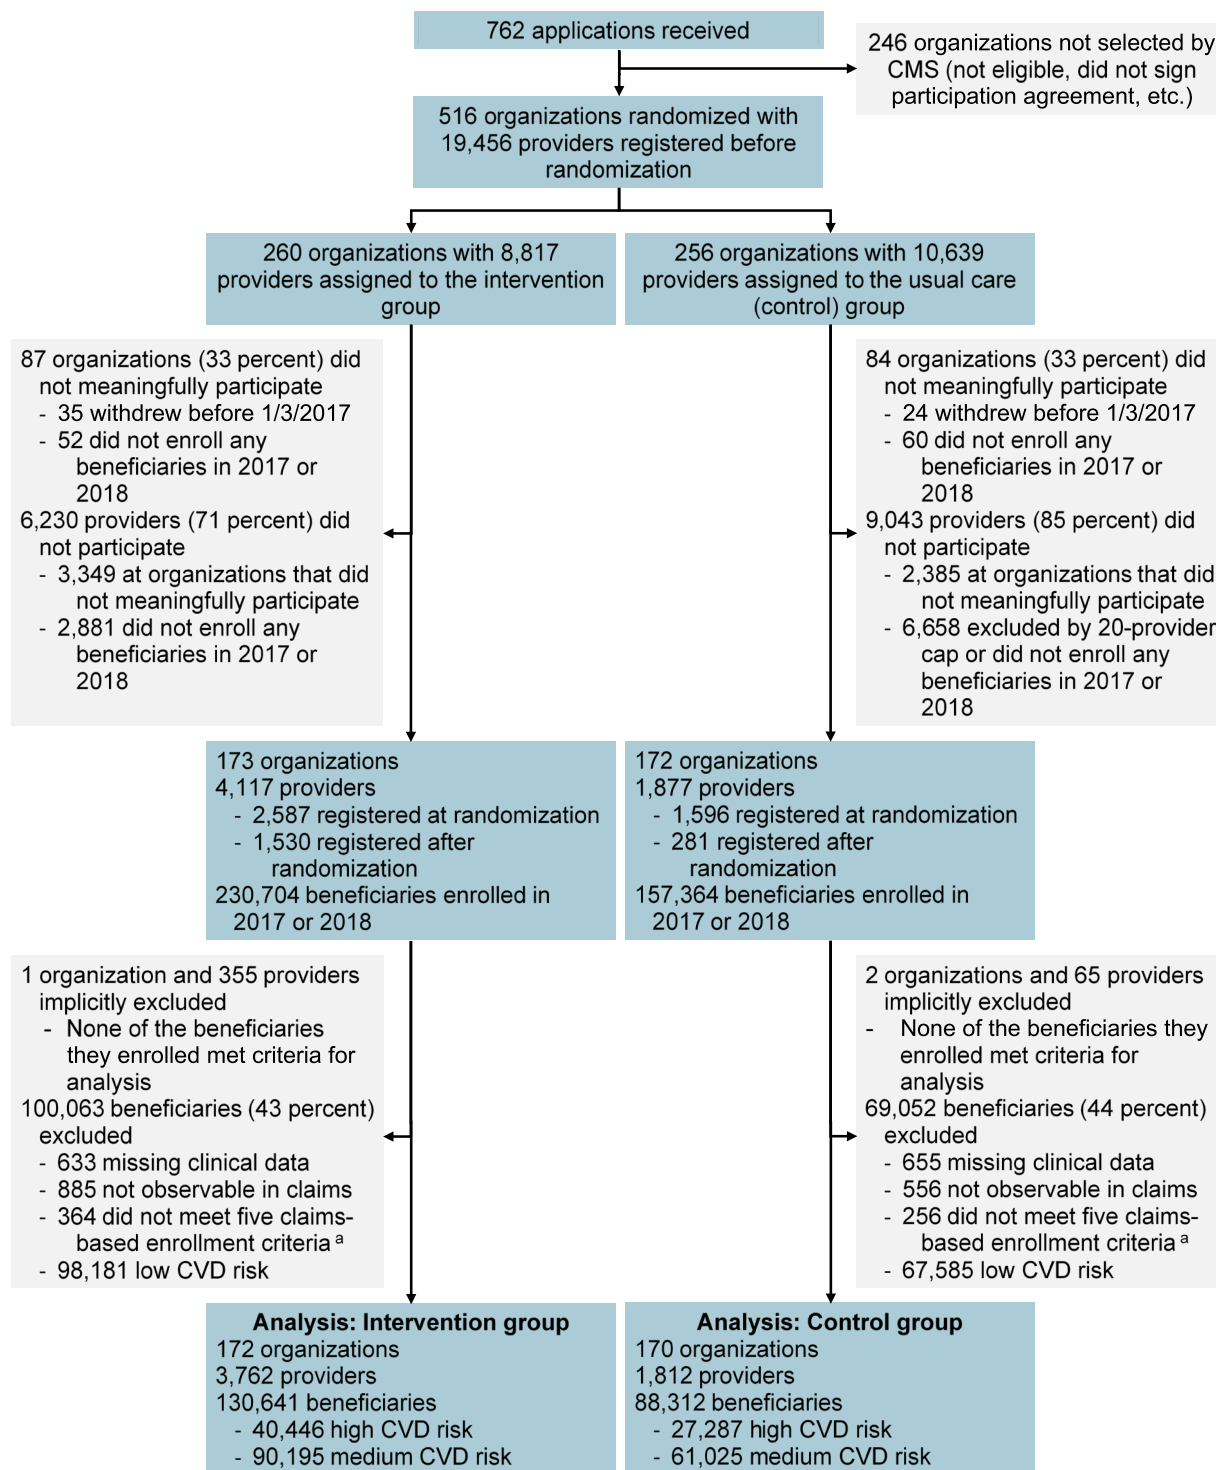 762 applications received
246 organizations not selected by
CMS (not eligible, did not sign
participation agreement, etc.)
516 organizations randomized with
19,456 providers registered before
randomization
260 organizations with 8,817
providers assigned to the intervention
group
256 organizations with 10,639
providers assigned to the usual care
(control) group
87 organizations (33 percent) did
not meaningfully participate
- 35 withdrew before 1/3/2017
- 52 did not enroll any
beneficiaries in 2017 or
2018
6,230 providers (71 percent) did
not participate
- 3,349 at organizations that did
not meaningfully participate
- 2,881 did not enroll any
beneficiaries in 2017 or
2018
84 organizations (33 percent) did
not meaningfully participate
- 24 withdrew before 1/3/2017
- 60 did not enroll any
beneficiaries in 2017 or
2018
9,043 providers (85 percent) did
not participate
- 2,385 at organizations that did
not meaningfully participate
- 6,658 excluded by 20-provider
cap or did not enroll any
beneficiaries in 2017 or
2018
173 organizations
4,117 providers
- 2,587 registered at randomization
- 1,530 registered after
randomization
230,704 beneficiaries enrolled in
2017 or 2018
172 organizations
1,877 providers
- 1,596 registered at randomization
- 281 registered after
randomization
157,364 beneficiaries enrolled in
2017 or 2018
1 organization and 355 providers
implicitly excluded
- None of the beneficiaries
they enrolled met criteria for
analysis
100,063 beneficiaries (43 percent)
excluded
- 633 missing clinical data
- 885 not observable in claims
- 364 did not meet five claims-
based enrollment criteria a
- 98,181 low CVD risk
2 organizations and 65 providers
implicitly excluded
- None of the beneficiaries they
enrolled met criteria for
analysis
69,052 beneficiaries (44 percent)
excluded
- 655 missing clinical data
- 556 not observable in claims
- 256 did not meet five claims-
based enrollment criteria a
- 67,585 low CVD risk
Analysis: Intervention group
172 organizations
3,762 providers
130,641 beneficiaries
- 40,446 high CVD risk
- 90,195 medium CVD risk
Analysis: Control group
170 organizations
1,812 providers
88,312 beneficiaries
- 27,287 high CVD risk
- 61,025 medium CVD risk